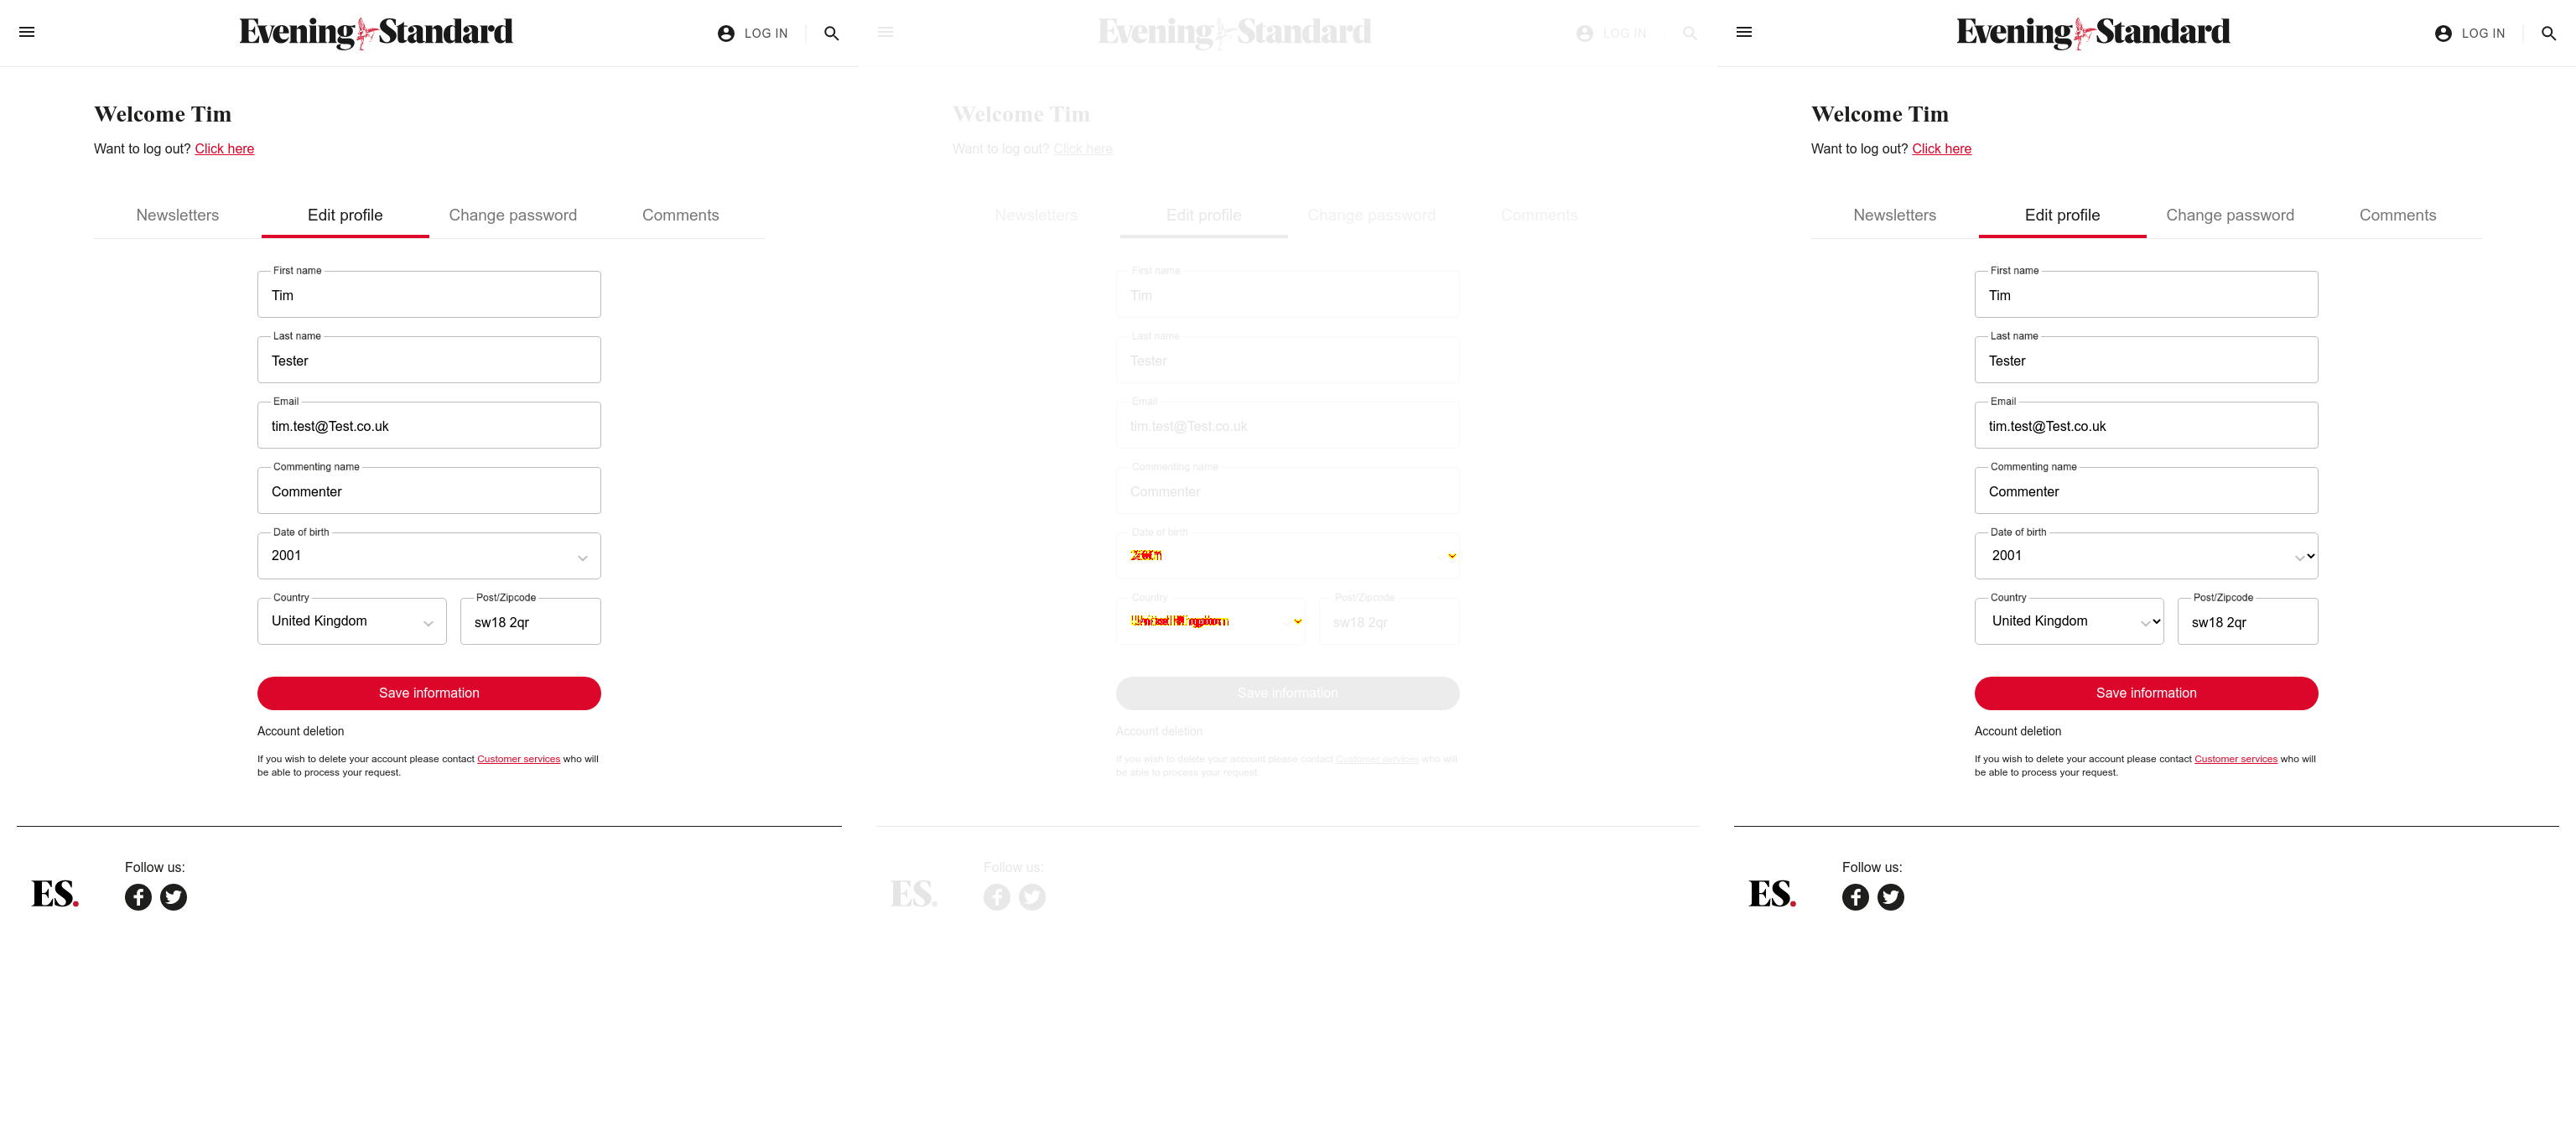 Evening Standard
LOG IN
Welcome Tim
Want to log out? Click here
Newsletters Edit profile Change password Comments
First name
Tim
Last name
Tester
Email
tim.test@Test.co.uk
Commenting name
Commenter
Date of birth
2001
Country Post/Zipcode
United Kingdom sw18 2qr
Save information
Account deletion
If you wish to delete your account please contact Customer services who will
be able to process your request.
Follow us:
ES.
Evening Standard
LOG IN
Welcome Tim
Want to log out? Click here
Newsletters Edit profile Change password Comments
First name
Tim
Last name
Tester
Email
tim.test@Test.co.uk
Commenting name
Commenter
Date of birth
Country Post/Zipcode
sw18 2qr
Save information
Account deletion
If you wish to delete your account please contact Customer services who will
be able to process your request.
Follow us:
ES.
Evening Standard
LOG IN
Welcome Tim
Want to log out? Click here
Newsletters Edit profile Change password Comments
First name
Tim
Last name
Tester
Email
tim.test@Test.co.uk
Commenting name
Commenter
Date of birth
2001
Country Post/Zipcode
United Kingdom sw18 2qr
Save information
Account deletion
If you wish to delete your account please contact Customer services who will
be able to process your request.
Follow us:
ES.